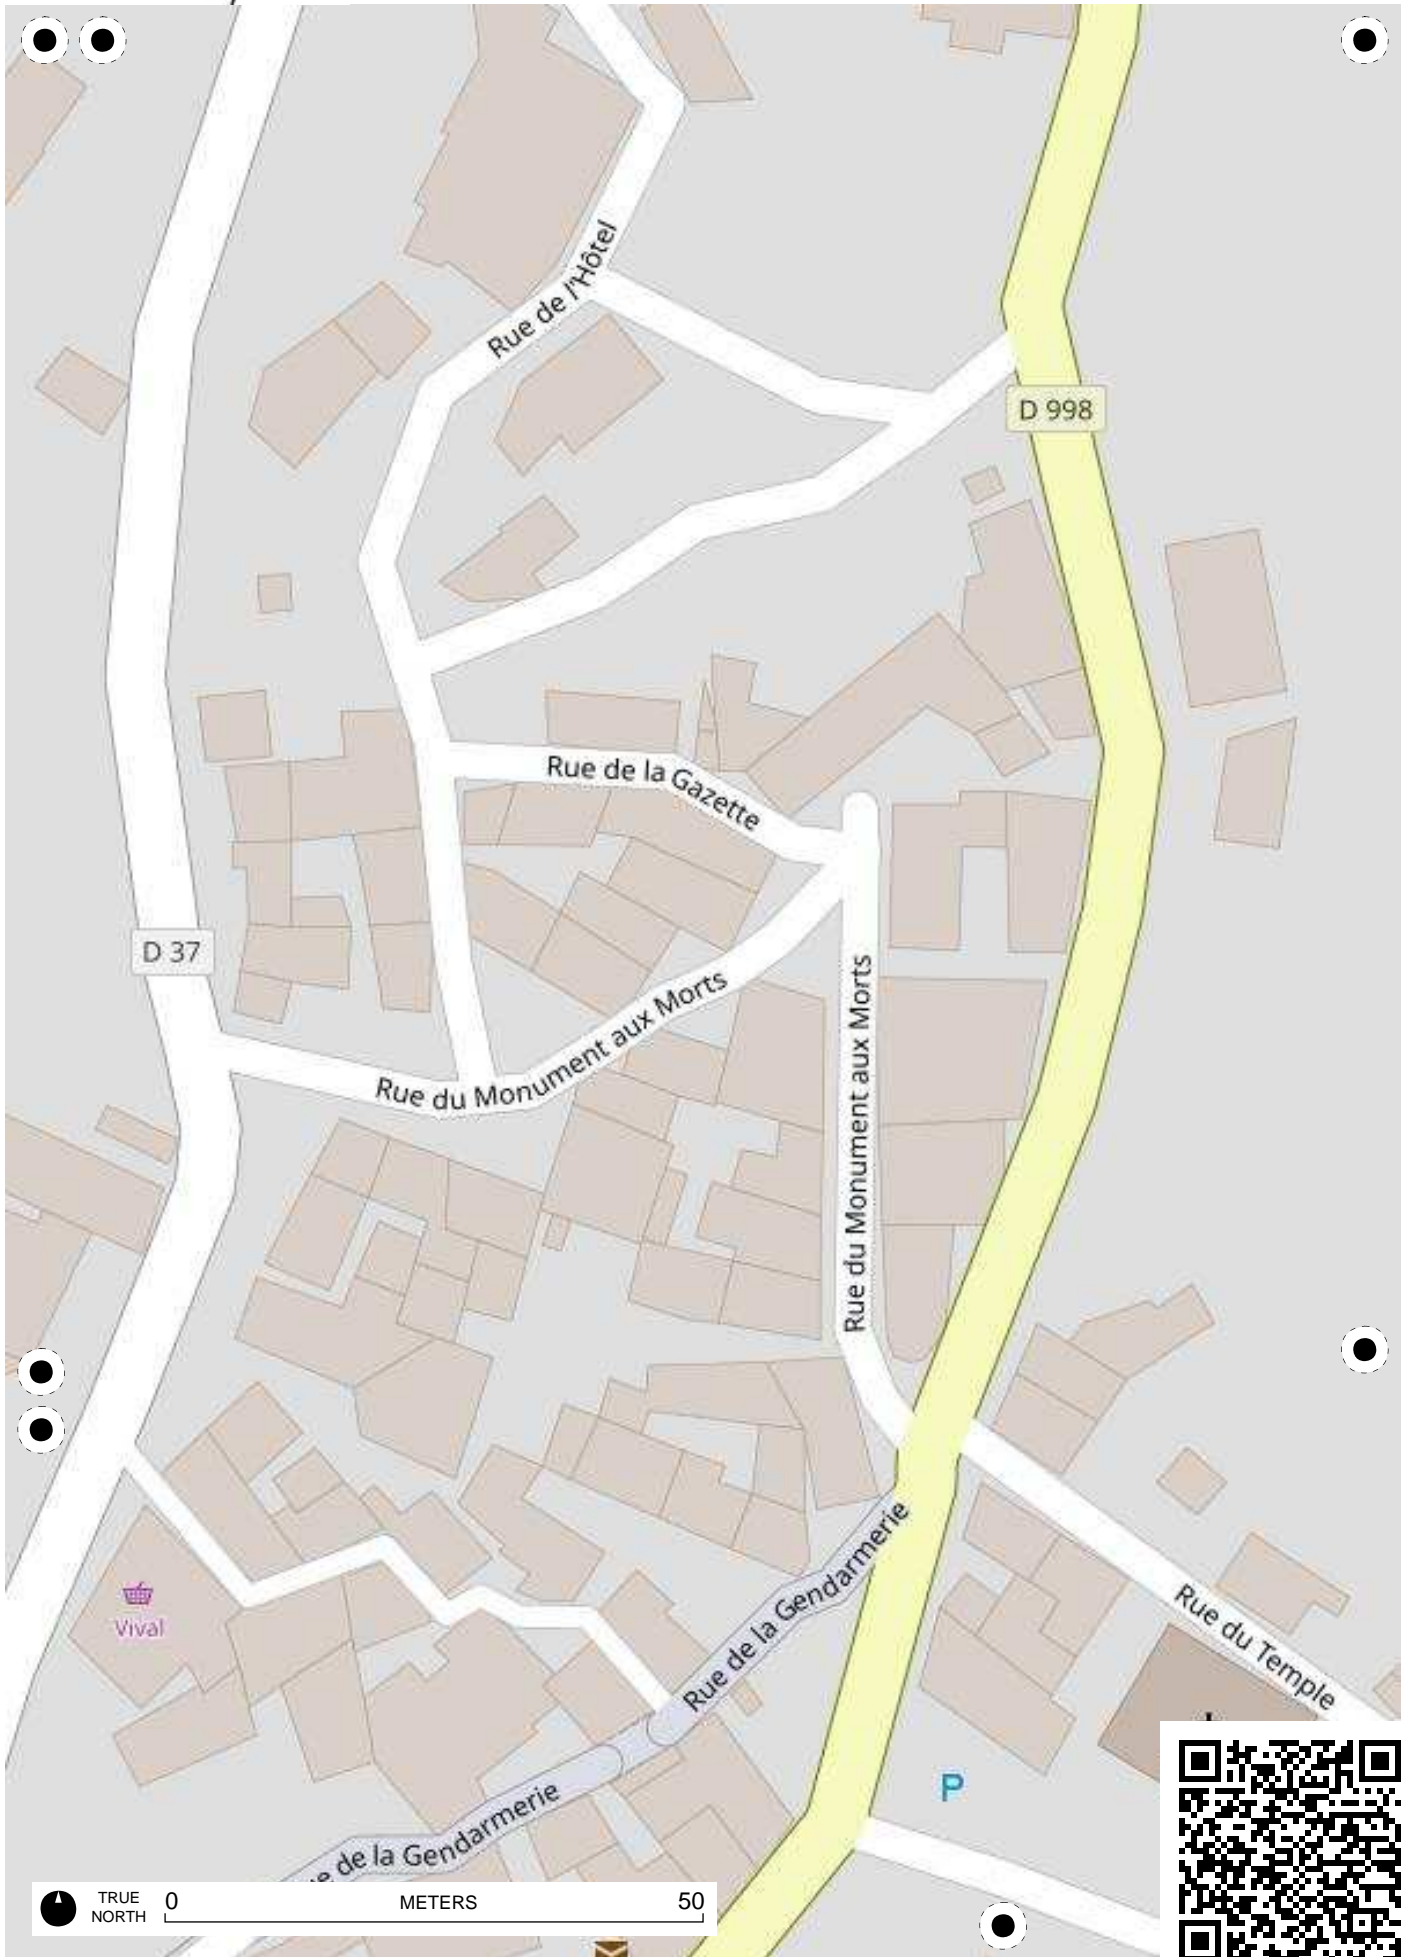 Rue de l'Hôtel
D 998
Rue de la Gazette
D 37
Rue du Monument aux Morts
Rue du Monument aux Morts
Rue de la Gendarmerie
Vival
Rue du Temple
P
ue de la Gendarmerie
TRUE NORTH
0 METERS 50